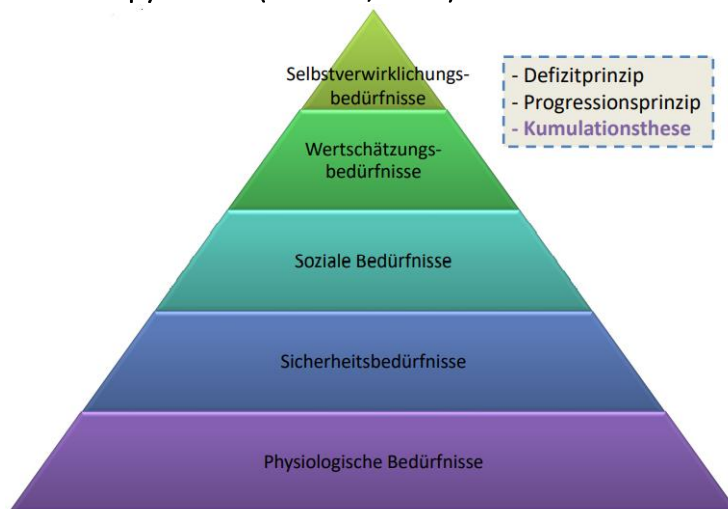 Selbstverwirklichungs-
bedürfnisse
- Defizitprinzip
- Progressionsprinzip
- Kumulationsthese
Wertschätzungs-
bedürfnisse
Soziale Bedürfnisse
Sicherheitsbedürfnisse
Physiologische Bedürfnisse